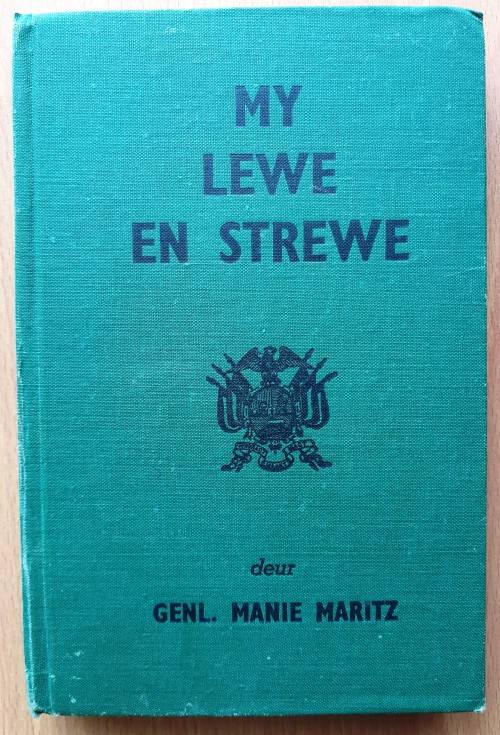 MY
LEWE
EN STREWE
deur
GENL. MANIE MARITZ